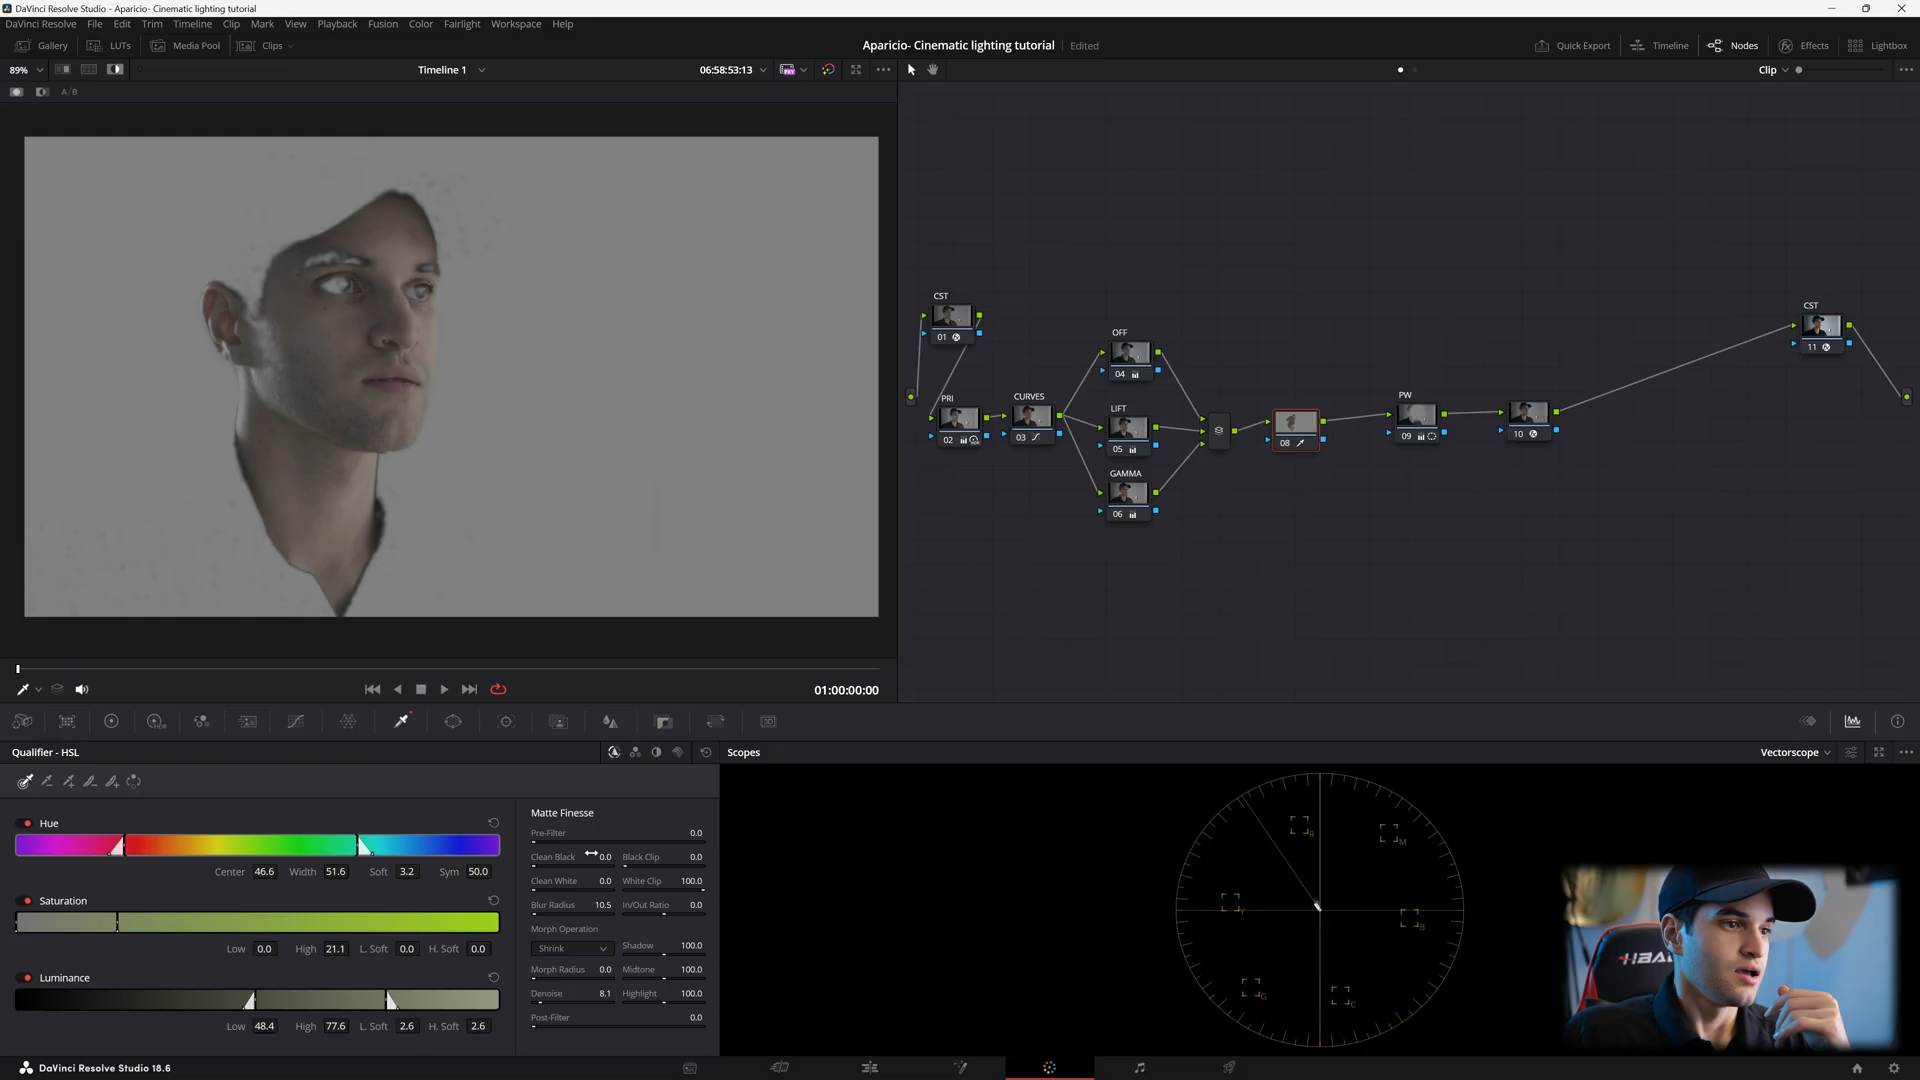 DaVinci Resolve Studio - Aparicio- Cinematic lighting tutorial
DaVinci Resolve File Edit Trim Timeline Clip Mark View Playback Fusion Color Fairlight Workspace Help
Gallery LUTs Media Pool Clips Aparicio- Cinematic lighting tutorial Edited Quick Export Timeline Nodes Effects Lightbox
89% Timeline 1 06:58:53:13 Clip
A/B
CST
01
PRI
02
CURVES
03
OFF
04
LIFT
05
GAMMA
06
08
PW
09
10
CST
11
01:00:00:00
Qualifier - HSL
Scopes
Vectorscope
Hue
Center 46.6 Width 51.6 Soft 3.2 Sym 50.0
Saturation
Low 0.0 High 21.1 L. Soft 0.0 H. Soft 0.0
Luminance
Low 48.4 High 77.6 L. Soft 2.6 H. Soft 2.6
Matte Finesse
Pre-Filter 0.0
Clean Black 0.0 Black Clip 0.0
Clean White 0.0 White Clip 100.0
Blur Radius 10.5 In/Out Ratio 0.0
Morph Operation
Shrink Shadow 100.0
Morph Radius 0.0 Midtone 100.0
Denoise 8.1 Highlight 100.0
Post-Filter 0.0
R
M
Y
B
G
C
DaVinci Resolve Studio 18.6